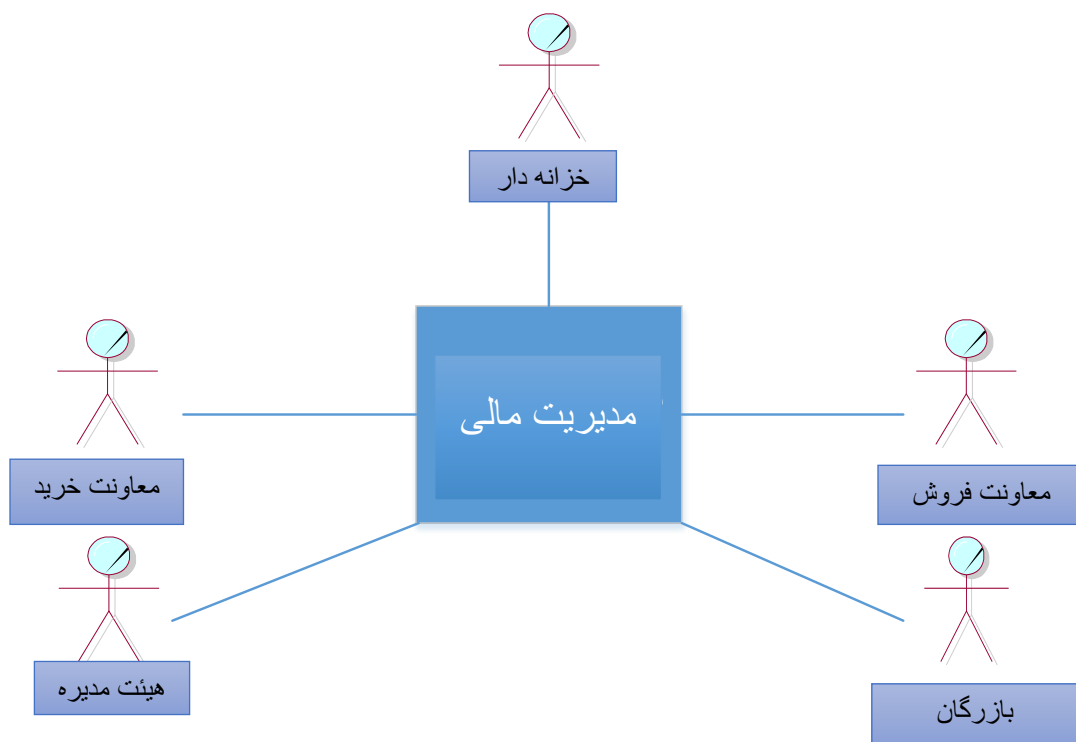 خزانه دار
مدیریت مالی
معاونت خرید
معاونت فروش
هیئت مدیره
بازرگان